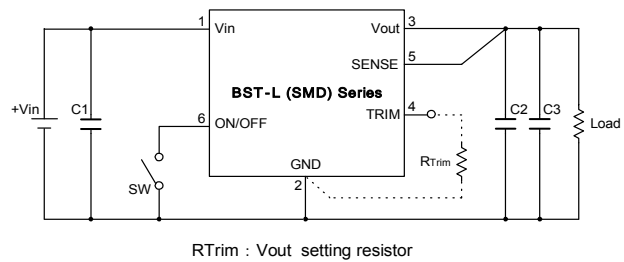 1
Vin
Vout
3
SENSE
5
BST-L (SMD) Series
+Vin
C1
6
ON/OFF
TRIM
4
C2
C3
Load
RTrim
GND
2
SW
RTrim : Vout setting resistor